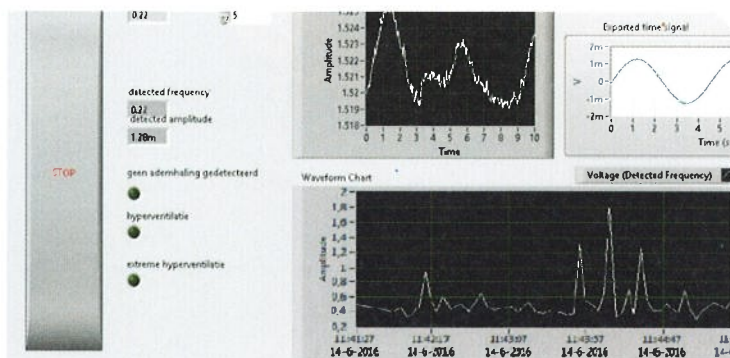 0.22
5
detected frequency
0.22
detected amplitude
1.28m
STOP
geen ademhaling gedetecteerd
hyperventilatie
extreme hyperventilatie
Amplitude
1.525
1.524
1.523
1.522
1.521
1.52
1.519
1.518
0 1 2 3 4 5 6 7 8 9 10
Time
Exported time signal
V
2m
1m
0
-1m
-2m
0 1 2 3 4 5
Time (s
Waveform Chart
Voltage (Detected Frequency)
Amplitude
2
1,8
1,6
1,4
1,2
1
0,8
0,6
0,4
0,2
11:41:27 11:43:07 11:43:57 11:44:47
14-6-2016 14-6-2016 14-6-2016 14-6-2016 14-6-2016